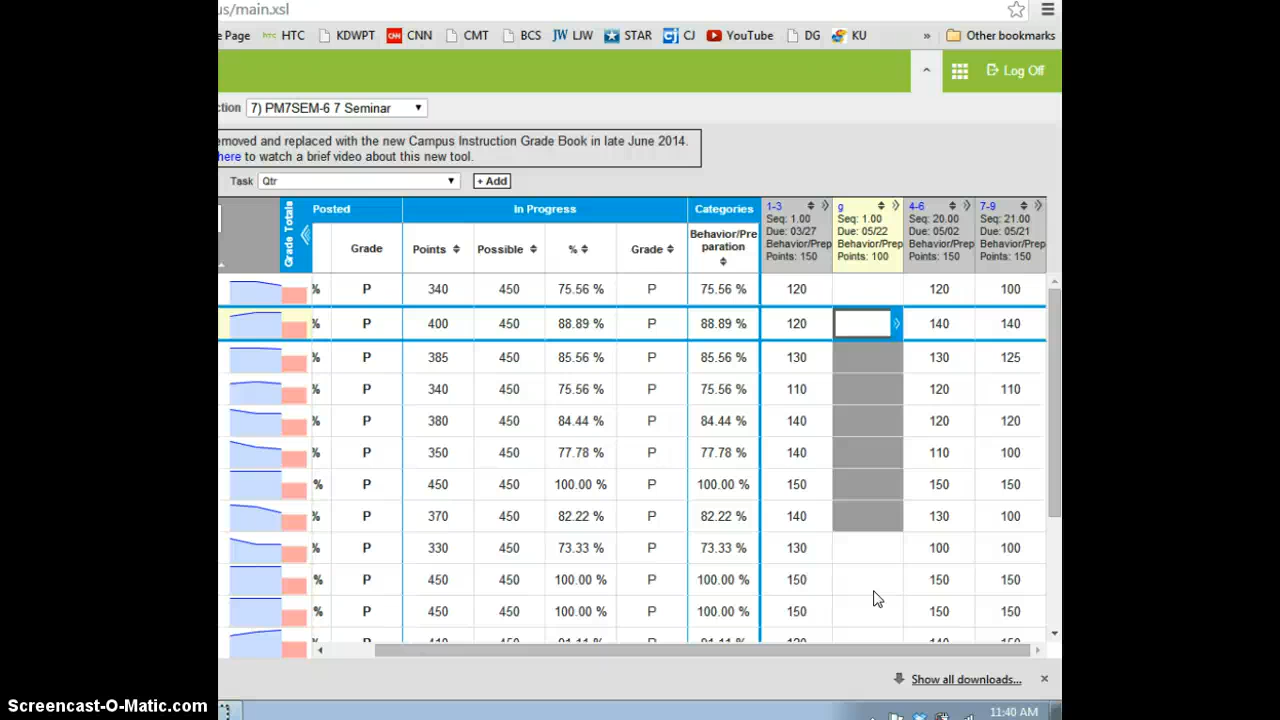 us/main.xsl
e Page HTC KDWPT CNN CMT BCS JW LJW STAR CJ YouTube DG KU » Other bookmarks
Log Off
ction 7) PM7SEM-6 7 Seminar
emoved and replaced with the new Campus Instruction Grade Book in late June 2014.
here to watch a brief video about this new tool.
Task Qtr + Add
Grade Totals
Posted In Progress Categories
Grade Points Possible % Grade Behavior/Preparation
1-3 g 4-6 7-9
Seq: 1.00 Seq: 1.00 Seq: 20.00 Seq: 21.00
Due: 03/27 Due: 05/22 Due: 05/02 Due: 05/21
Behavior/Prep Behavior/Prep Behavior/Prep Behavior/Prep
Points: 150 Points: 100 Points: 150 Points: 150
% P 340 450 75.56 % P 75.56 % 120 120 100
% P 400 450 88.89 % P 88.89 % 120 140 140
% P 385 450 85.56 % P 85.56 % 130 130 125
% P 340 450 75.56 % P 75.56 % 110 120 110
% P 380 450 84.44 % P 84.44 % 140 120 120
% P 350 450 77.78 % P 77.78 % 140 110 100
% P 450 450 100.00 % P 100.00 % 150 150 150
% P 370 450 82.22 % P 82.22 % 140 130 100
% P 330 450 73.33 % P 73.33 % 130 100 100
% P 450 450 100.00 % P 100.00 % 150 150 150
% P 450 450 100.00 % P 100.00 % 150 150 150
Show all downloads...
11:40 AM
Screencast-O-Matic.com